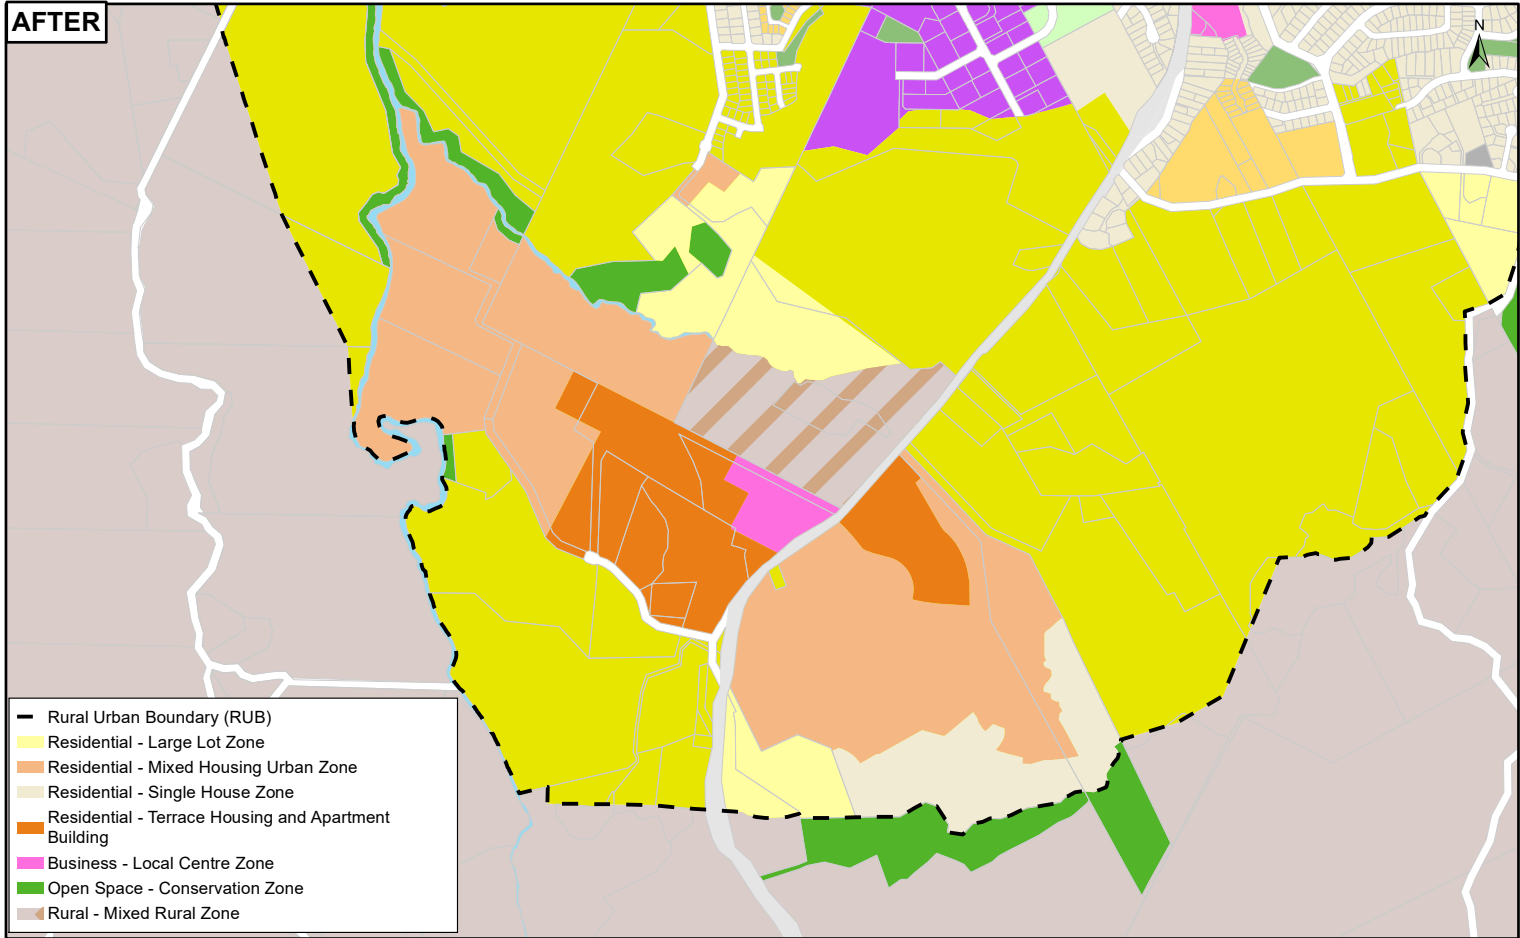 AFTER
N
Rural Urban Boundary (RUB)
Residential - Large Lot Zone
Residential - Mixed Housing Urban Zone
Residential - Single House Zone
Residential - Terrace Housing and Apartment
Building
Business - Local Centre Zone
Open Space - Conservation Zone
Rural - Mixed Rural Zone